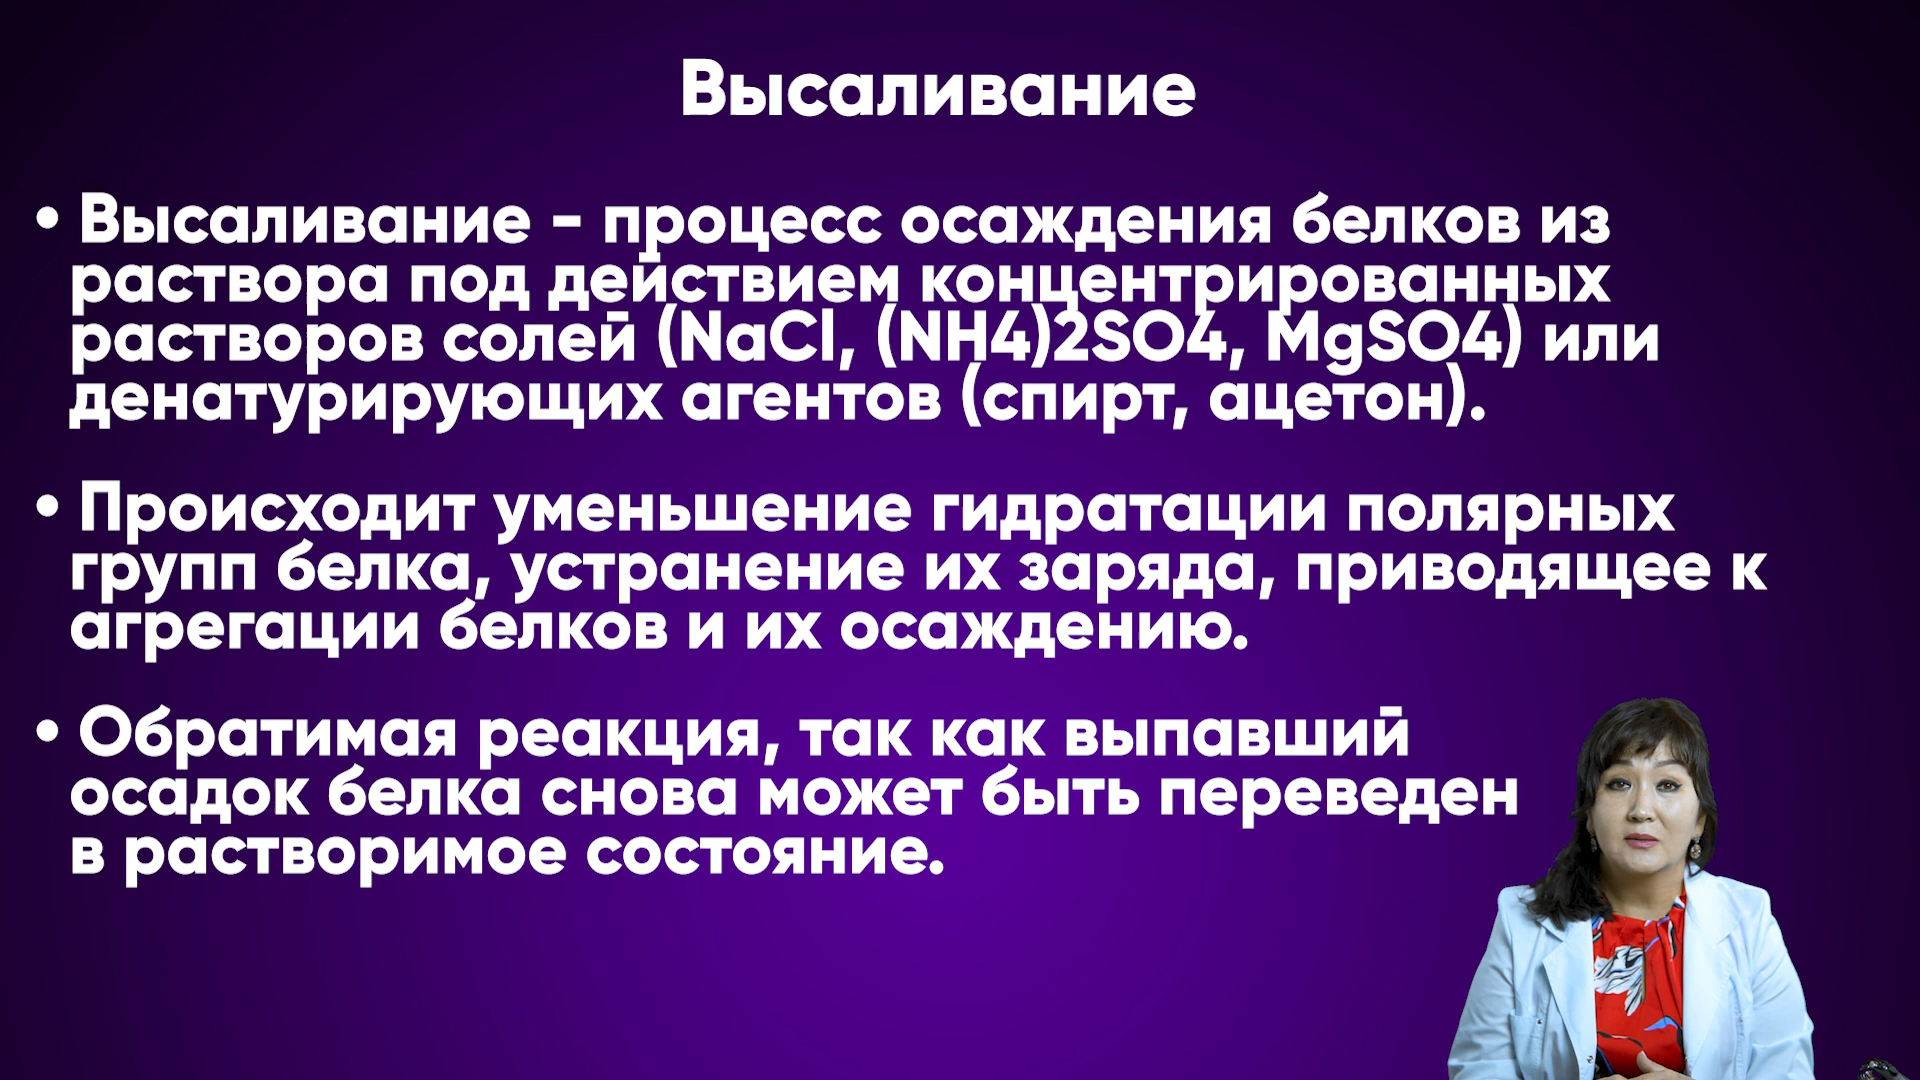 Высаливание
• Высаливание - процесс осаждения белков из
раствора под действием концентрированных
растворов солей (NaCl, (NH4)2SO4, MgSO4) или
денатурирующих агентов (спирт, ацетон).
• Происходит уменьшение гидратации полярных
групп белка, устранение их заряда, приводящее к
агрегации белков и их осаждению.
• Обратимая реакция, так как выпавший
осадок белка снова может быть переведен
в растворимое состояние.